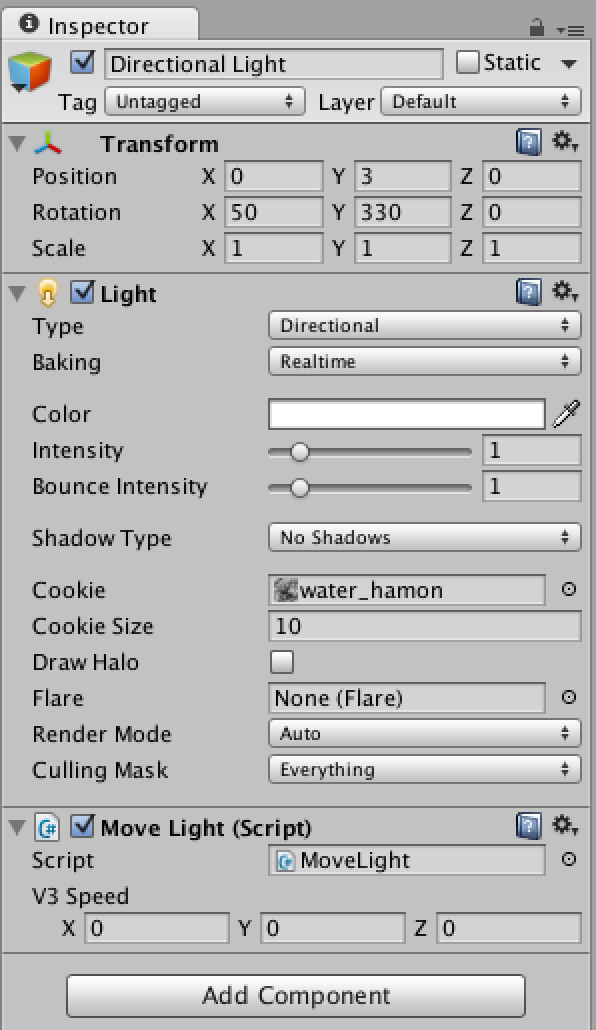 Inspector
Directional Light Static
Tag Untagged Layer Default
Transform
Position X 0 Y 3 Z 0
Rotation X 50 Y 330 Z 0
Scale X 1 Y 1 Z 1
Light
Type Directional
Baking Realtime
Color
Intensity 1
Bounce Intensity 1
Shadow Type No Shadows
Cookie water_hamon
Cookie Size 10
Draw Halo
Flare None (Flare)
Render Mode Auto
Culling Mask Everything
Move Light (Script)
Script MoveLight
V3 Speed
X 0 Y 0 Z 0
Add Component